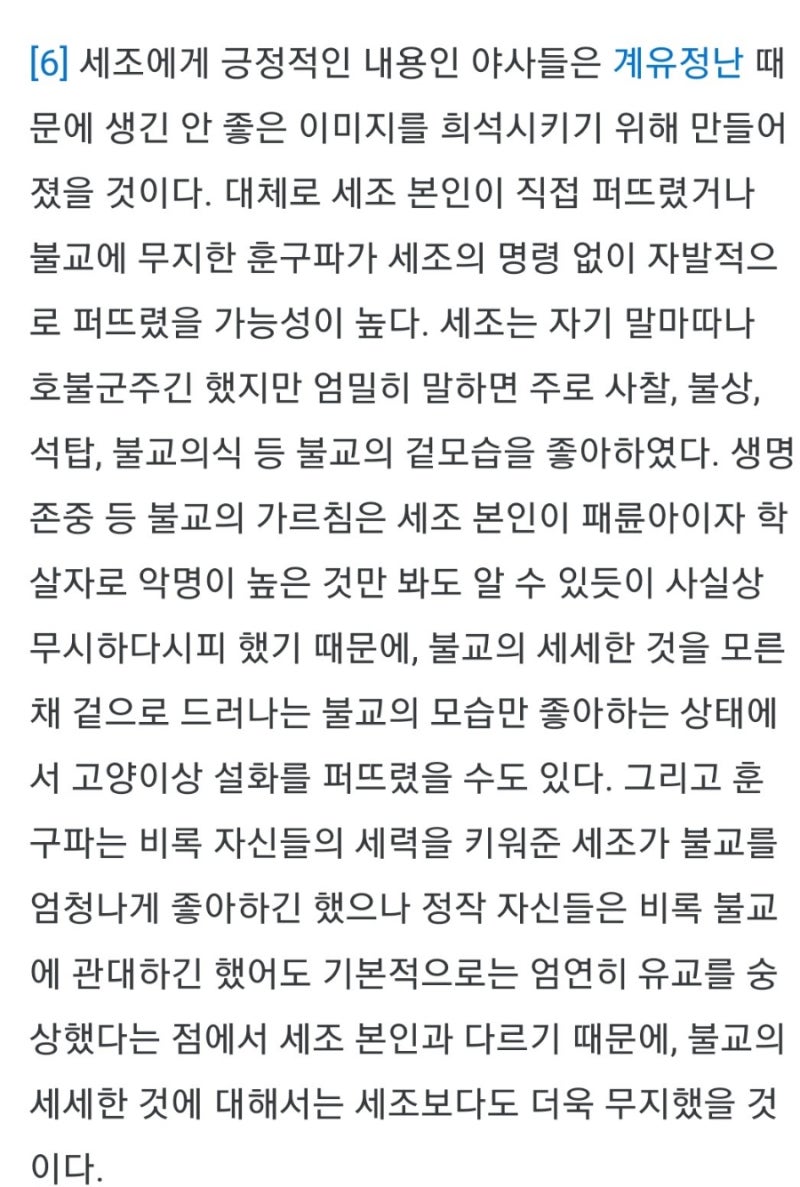 [6] 세조에게 긍정적인 내용인 야사들은 계유정난 때
문에 생긴 안 좋은 이미지를 희석시키기 위해 만들어
졌을 것이다. 대체로 세조 본인이 직접 퍼뜨렸거나
불교에 무지한 훈구파가 세조의 명령 없이 자발적으
로 퍼뜨렸을 가능성이 높다. 세조는 자기 말마따나
호불군주긴 했지만 엄밀히 말하면 주로 사찰, 불상,
석탑, 불교의식 등 불교의 겉모습을 좋아하였다. 생명
존중 등 불교의 가르침은 세조 본인이 패륜아이자 학
살자로 악명이 높은 것만 봐도 알 수 있듯이 사실상
무시하다시피 했기 때문에, 불교의 세세한 것을 모른
채 겉으로 드러나는 불교의 모습만 좋아하는 상태에
서 고양이상 설화를 퍼뜨렸을 수도 있다. 그리고 훈
구파는 비록 자신들의 세력을 키워준 세조가 불교를
엄청나게 좋아하긴 했으나 정작 자신들은 비록 불교
에 관대하긴 했어도 기본적으로는 엄연히 유교를 숭
상했다는 점에서 세조 본인과 다르기 때문에, 불교의
세세한 것에 대해서는 세조보다도 더욱 무지했을 것
이다.